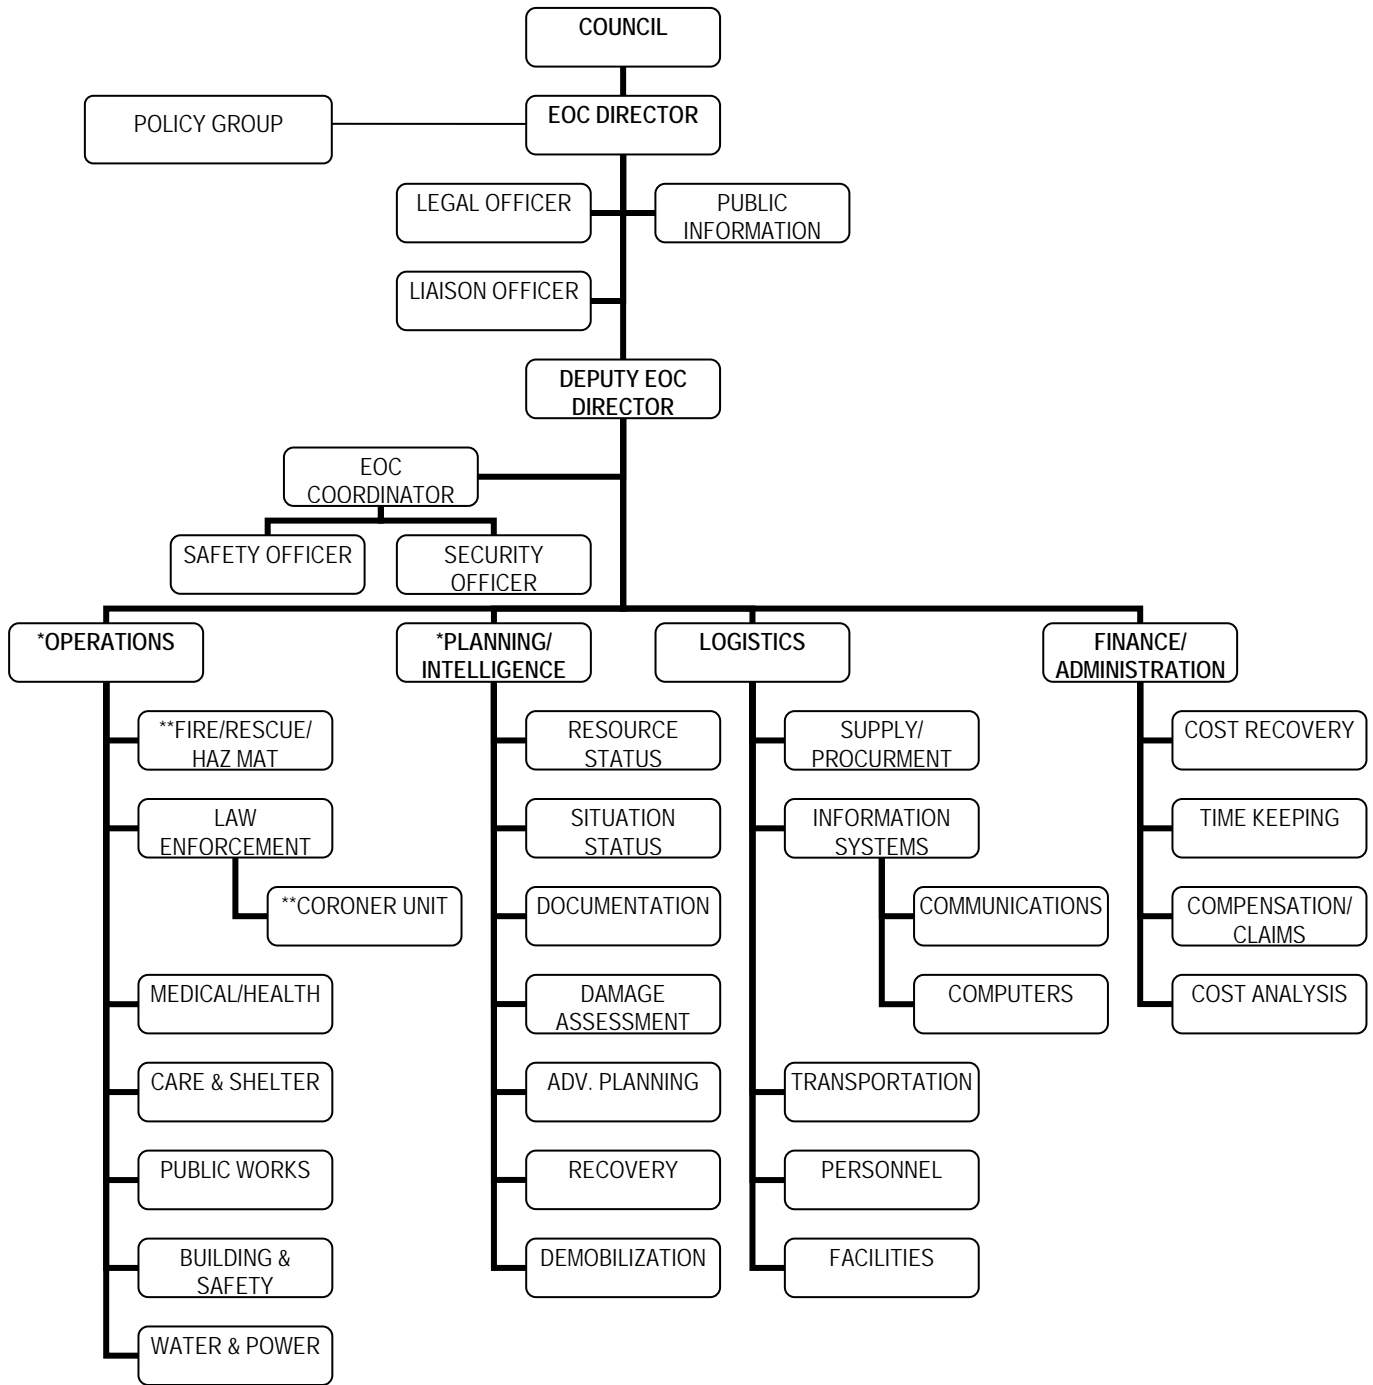 COUNCIL
POLICY GROUP
EOC DIRECTOR
LEGAL OFFICER
PUBLIC
INFORMATION
LIAISON OFFICER
DEPUTY EOC
DIRECTOR
EOC
COORDINATOR
SAFETY OFFICER
SECURITY
OFFICER
*OPERATIONS
**FIRE/RESCUE/
HAZ MAT
LAW
ENFORCEMENT
**CORONER UNIT
MEDICAL/HEALTH
CARE & SHELTER
PUBLIC WORKS
BUILDING &
SAFETY
WATER & POWER
*PLANNING/
INTELLIGENCE
RESOURCE
STATUS
SITUATION
STATUS
DOCUMENTATION
DAMAGE
ASSESSMENT
ADV. PLANNING
RECOVERY
DEMOBILIZATION
LOGISTICS
SUPPLY/
PROCURMENT
INFORMATION
SYSTEMS
COMMUNICATIONS
COMPUTERS
TRANSPORTATION
PERSONNEL
FACILITIES
FINANCE/
ADMINISTRATION
COST RECOVERY
TIME KEEPING
COMPENSATION/
CLAIMS
COST ANALYSIS